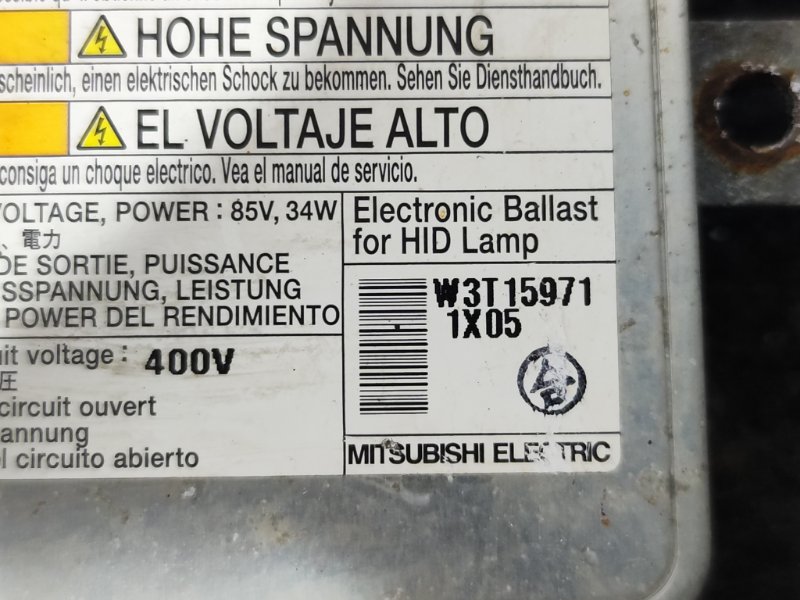 HOHE SPANNUNG
scheinlich, einen elektrischen Schock zu bekommen. Sehen Sie Diensthandbuch.
EL VOLTAJE ALTO
consiga un choque electrico. Vea el manual de servicio.
VOLTAGE, POWER : 85V, 34W
、電力
DE SORTIE, PUISSANCE
SSPANNUNG, LEISTUNG
POWER DEL RENDIMIENTO
Electronic Ballast
for HID Lamp
W3T15971
1X05
uit voltage : 400V
圧
circuit ouvert
pannung
el circuito abierto
MITSUBISHI ELECTRIC